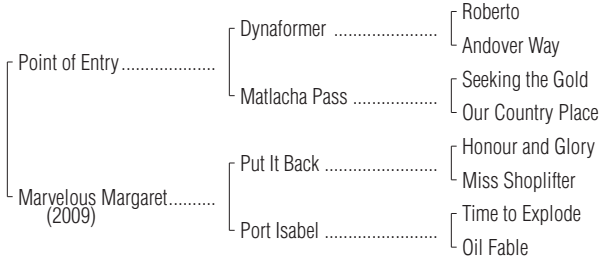 Roberto
Dynaformer ...................
Andover Way
Point of Entry...................
Seeking the Gold
Matlacha Pass .................
Our Country Place
Honour and Glory
Put It Back .......................
Miss Shoplifter
Marvelous Margaret..........
(2009)
Time to Explode
Port Isabel ........................
Oil Fable